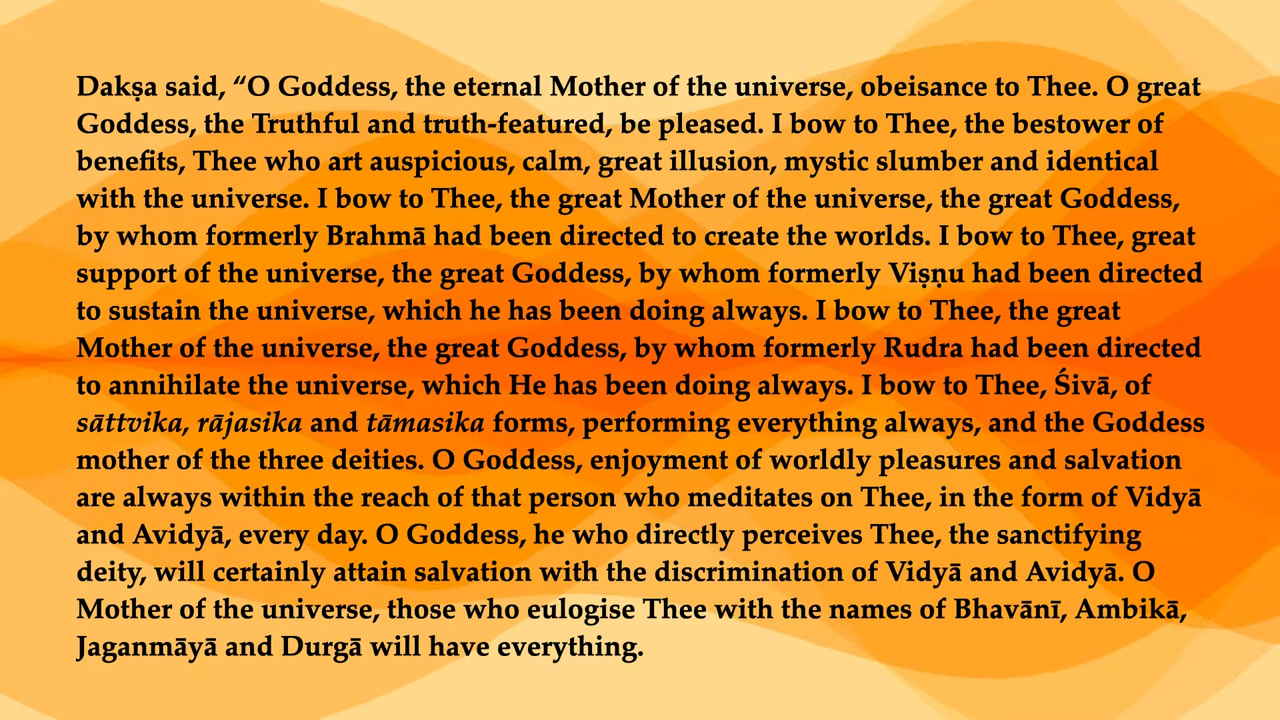 Dakṣa said, “O Goddess, the eternal Mother of the universe, obeisance to Thee. O great
Goddess, the Truthful and truth-featured, be pleased. I bow to Thee, the bestower of
benefits, Thee who art auspicious, calm, great illusion, mystic slumber and identical
with the universe. I bow to Thee, the great Mother of the universe, the great Goddess,
by whom formerly Brahmā had been directed to create the worlds. I bow to Thee, great
support of the universe, the great Goddess, by whom formerly Viṣṇu had been directed
to sustain the universe, which he has been doing always. I bow to Thee, the great
Mother of the universe, the great Goddess, by whom formerly Rudra had been directed
to annihilate the universe, which He has been doing always. I bow to Thee, Śivā, of
sāttvika, rājasika and tāmasika forms, performing everything always, and the Goddess
mother of the three deities. O Goddess, enjoyment of worldly pleasures and salvation
are always within the reach of that person who meditates on Thee, in the form of Vidyā
and Avidyā, every day. O Goddess, he who directly perceives Thee, the sanctifying
deity, will certainly attain salvation with the discrimination of Vidyā and Avidyā. O
Mother of the universe, those who eulogise Thee with the names of Bhavānī, Ambikā,
Jaganmāyā and Durgā will have everything.